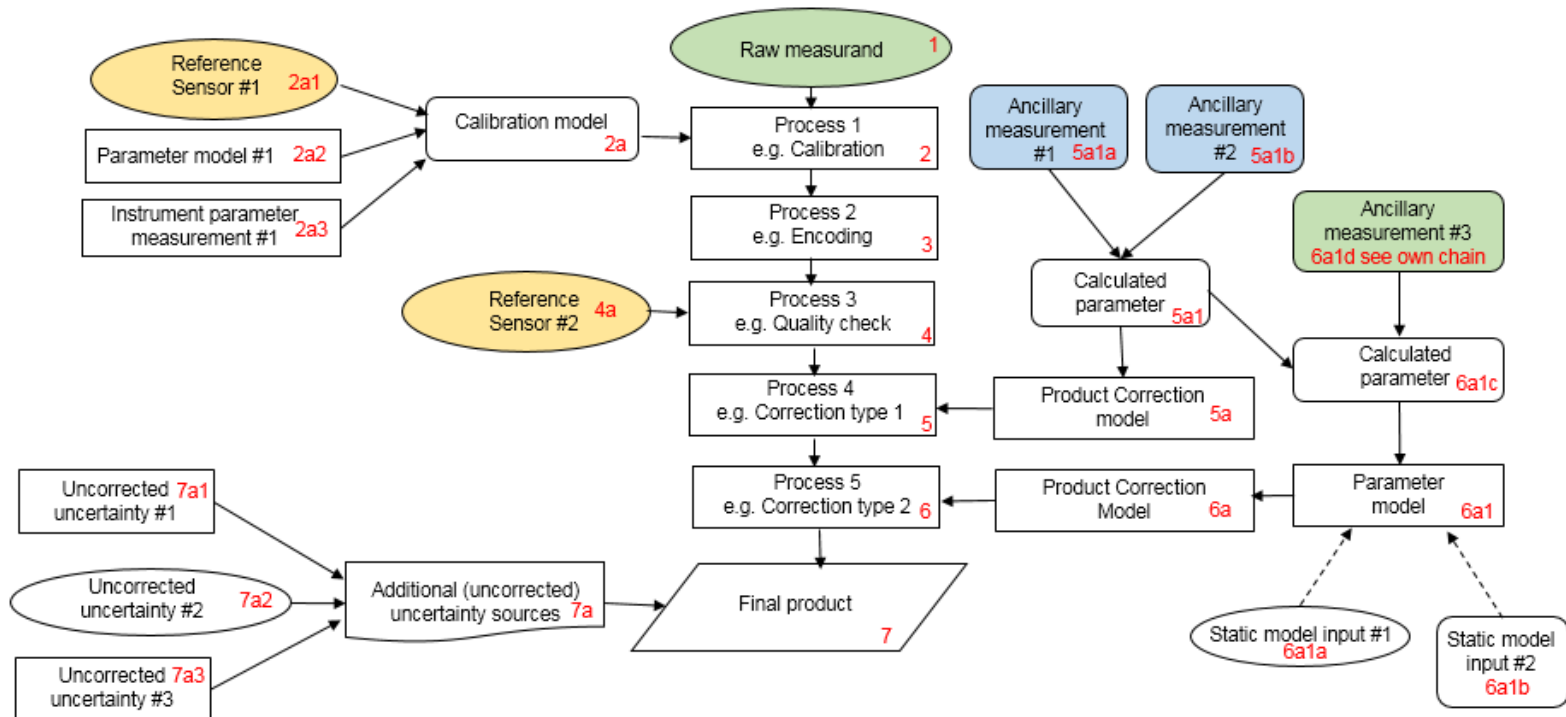 Raw measurand 1
Reference
Sensor #1 2a1
Parameter model #1 2a2
Instrument parameter
measurement #1 2a3
Calibration model
2a
Process 1
e.g. Calibration 2
Ancillary
measurement
#1 5a1a
Ancillary
measurement
#2 5a1b
Process 2
e.g. Encoding 3
Ancillary
measurement #3
6a1d see own chain
Reference
Sensor #2 4a
Process 3
e.g. Quality check
4
Calculated
parameter
5a1
Calculated
parameter
6a1c
Process 4
e.g. Correction type 1
5
Product Correction
model 5a
Process 5
e.g. Correction type 2 6
Product Correction
Model 6a
Parameter
model 6a1
Uncorrected 7a1
uncertainty #1
Uncorrected
uncertainty #2 7a2
Uncorrected 7a3
uncertainty #3
Additional (uncorrected)
uncertainty sources 7a
Final product
7
Static model input #1
6a1a
Static model
input #2
6a1b